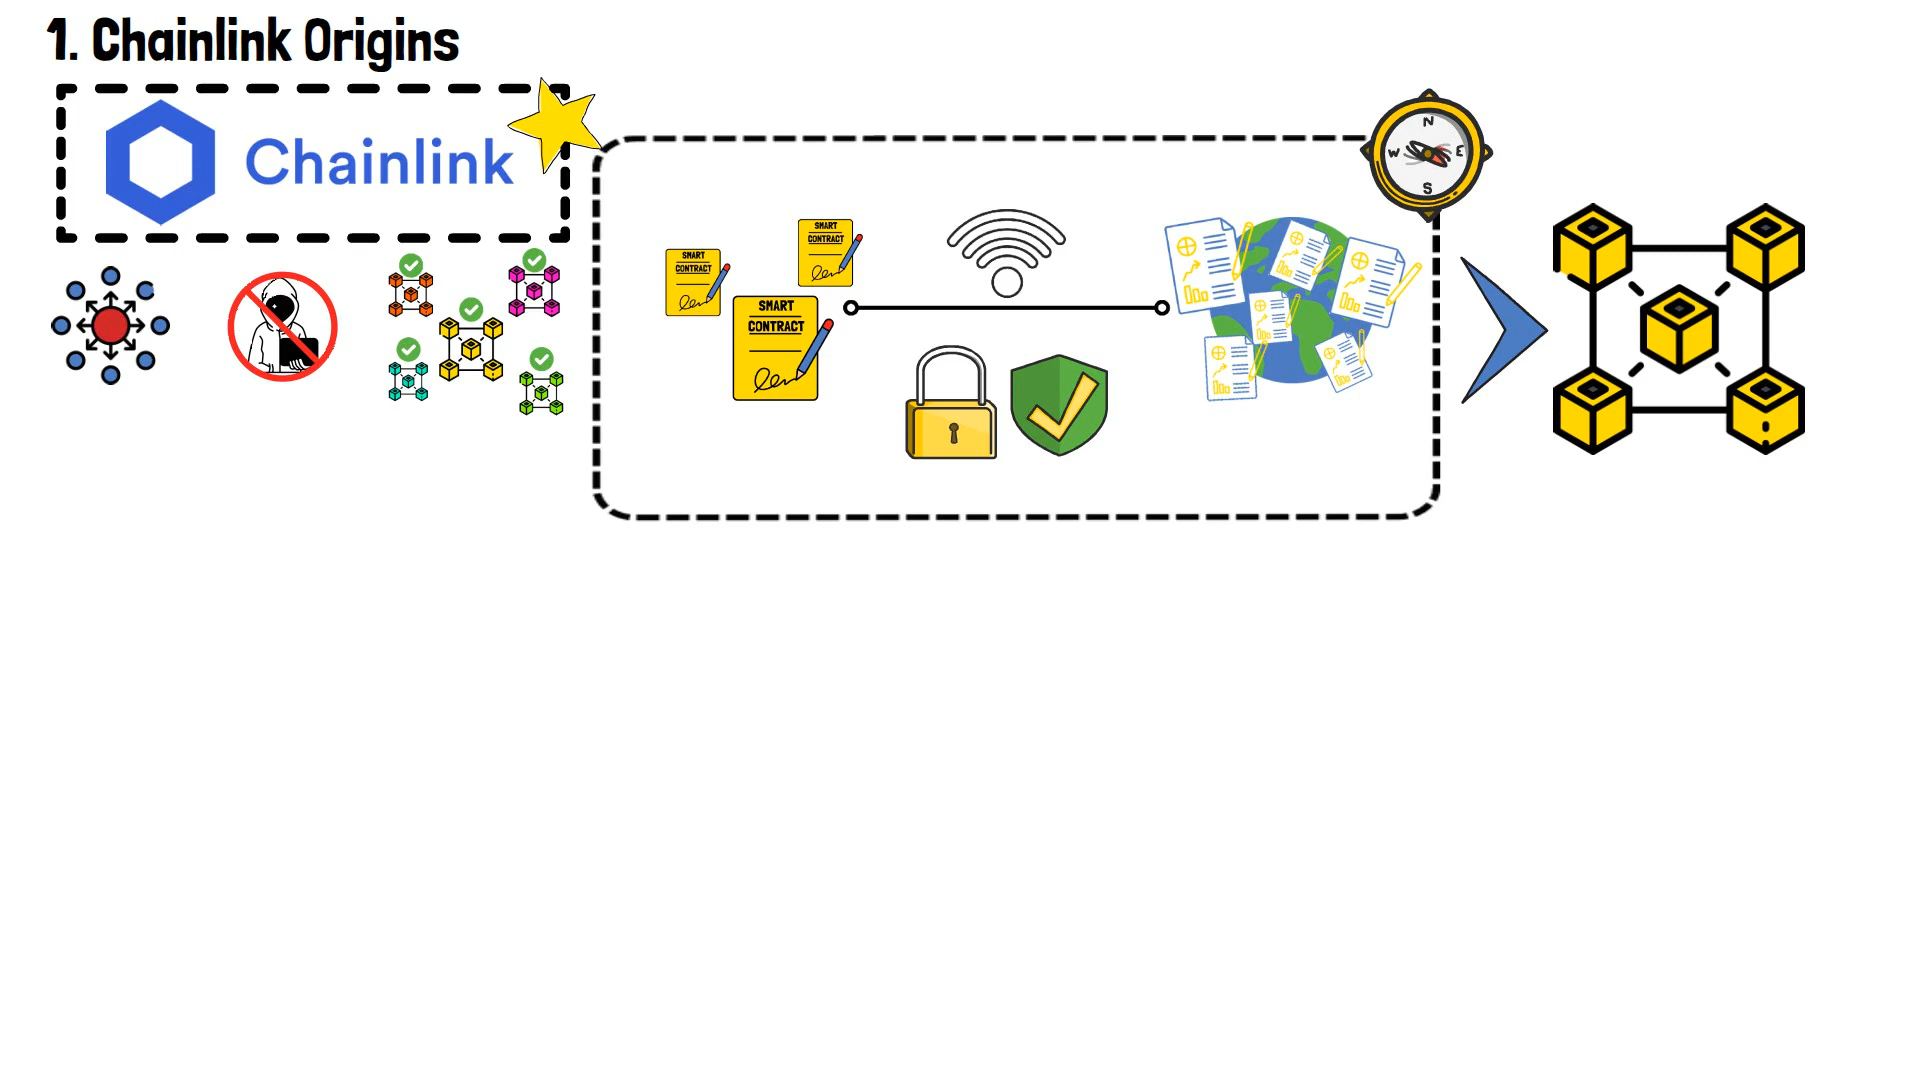 1. Chainlink Origins
Chainlink
SMART
CONTRACT
SMART
CONTRACT
SMART
CONTRACT
N
W
E
S